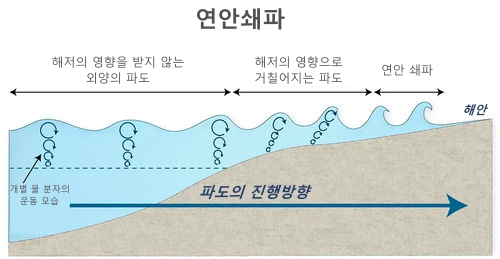 연안쇄파
해저의 영향을 받지 않는
외양의 파도
해저의 영향으로
거칠어지는 파도
연안 쇄파
해안
개별 물 분자의
운동 모습
파도의 진행방향